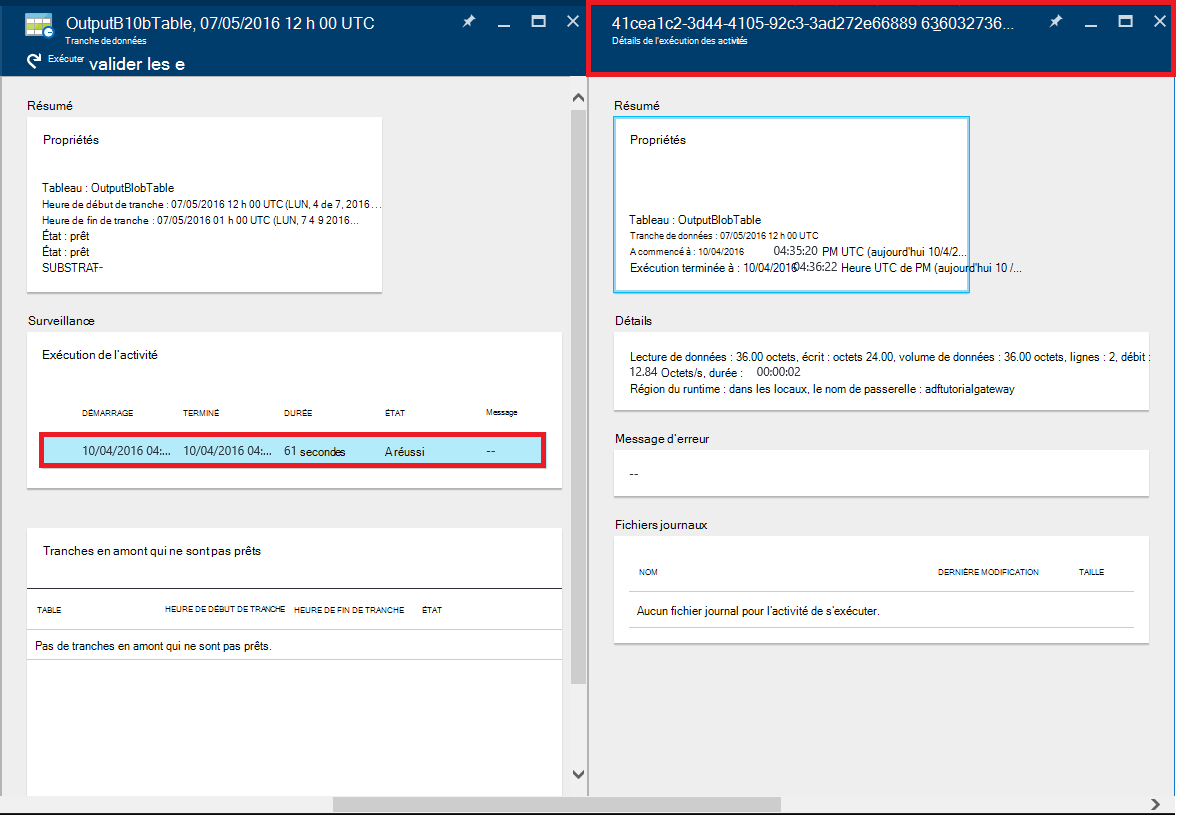 OutputB10bTable, 07/05/2016 12 h 00 UTC
Tranche de données
Exécuter valider les e
Résumé
Propriétés
Tableau : OutputBlobTable
Heure de début de tranche : 07/05/2016 12 h 00 UTC (LUN, 4 de 7, 2016...
Heure de fin de tranche : 07/05/2016 01 h 00 UTC (LUN, 7 4 9 2016...
État : prêt
État : prêt
SUBSTRAT-
Surveillance
Exécution de l'activité
DÉMARRAGE TERMINÉ DURÉE ÉTAT Message
10/04/2016 04:... 10/04/2016 04:... 61 secondes A réussi --
Tranches en amont qui ne sont pas prêts
TABLE HEURE DE DÉBUT DE TRANCHE HEURE DE FIN DE TRANCHE ÉTAT
Pas de tranches en amont qui ne sont pas prêts.
41cea1c2-3d44-4105-92c3-3ad272e66889 636032736...
Détails de l'exécution des activités
Résumé
Propriétés
Tableau : OutputBlobTable
Tranche de données : 07/05/2016 12 h 00 UTC
A commencé à : 10/04/2016 04:35:20 PM UTC (aujourd'hui 10/4/2...
Exécution terminée à : 10/04/2016 04:36:22 Heure UTC de PM (aujourd'hui 10 /...
Détails
Lecture de données : 36.00 octets, écrit : octets 24.00, volume de données : 36.00 octets, lignes : 2, débit :
12.84 Octets/s, durée : 00:00:02
Région du runtime : dans les locaux, le nom de passerelle : adftutorialgateway
Message d'erreur
--
Fichiers journaux
NOM DERNIÈRE MODIFICATION TAILLE
Aucun fichier journal pour l'activité de s'exécuter.